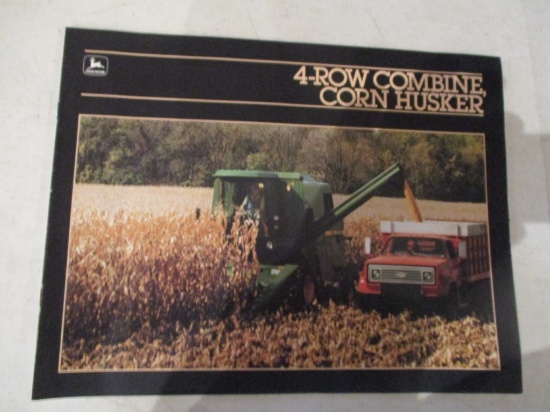 4-ROW COMBINE,
CORN HUSKER